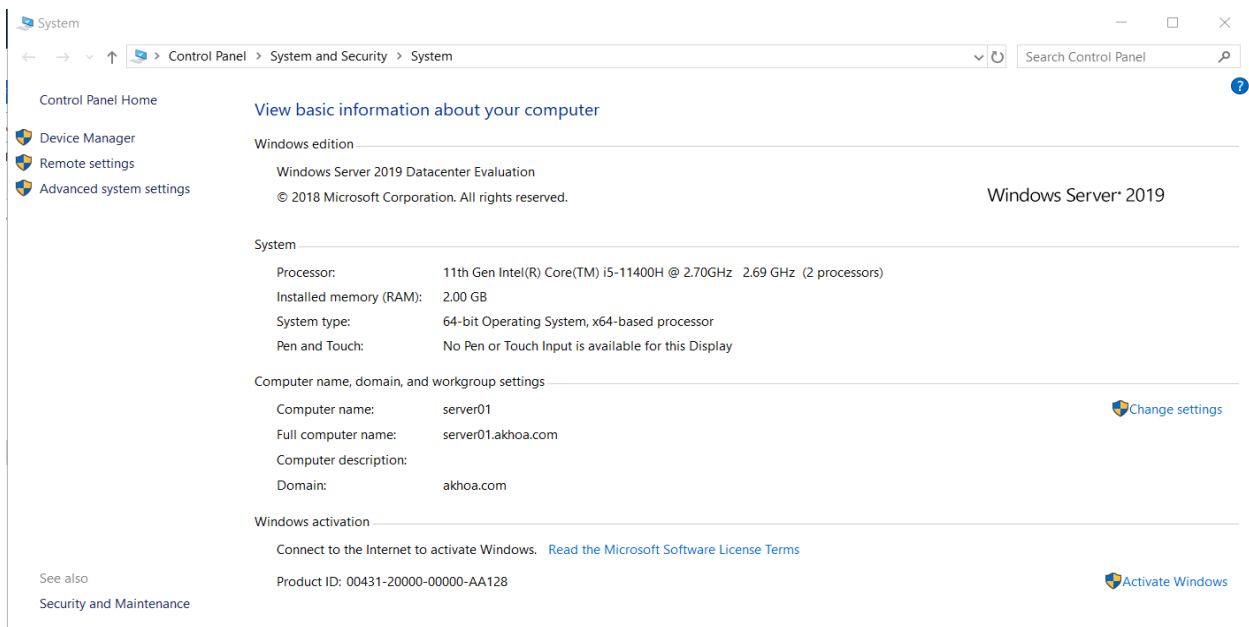 System
Control Panel > System and Security > System
Search Control Panel
Control Panel Home
Device Manager
Remote settings
Advanced system settings
View basic information about your computer
Windows edition
Windows Server 2019 Datacenter Evaluation
© 2018 Microsoft Corporation. All rights reserved.
Windows Server® 2019
System
Processor: 11th Gen Intel(R) Core(TM) i5-11400H @ 2.70GHz 2.69 GHz (2 processors)
Installed memory (RAM): 2.00 GB
System type: 64-bit Operating System, x64-based processor
Pen and Touch: No Pen or Touch Input is available for this Display
Computer name, domain, and workgroup settings
Computer name: server01
Change settings
Full computer name: server01.akhoa.com
Computer description:
Domain: akhoa.com
Windows activation
Connect to the Internet to activate Windows. Read the Microsoft Software License Terms
Product ID: 00431-20000-00000-AA128
Activate Windows
See also
Security and Maintenance